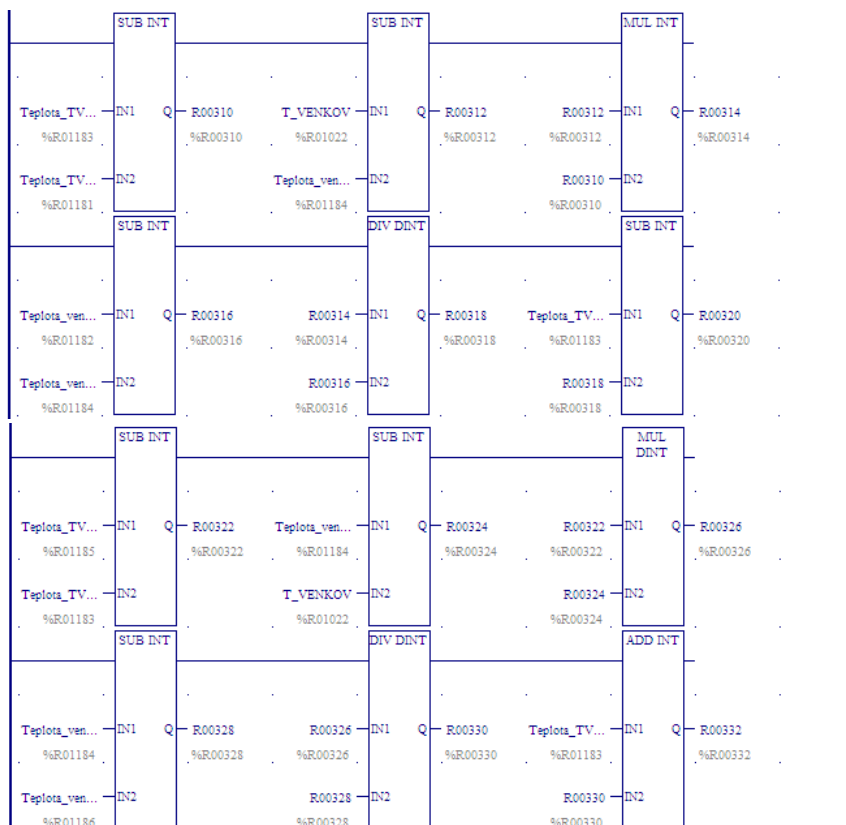 SUB INT SUB INT MUL INT
Teplota_TV... IN1 Q R00310 T_VENKOV IN1 Q R00312 R00312 IN1 Q R00314
%R01183 %R00310 %R01022 %R00312 %R00312 %R00314
Teplota_TV... IN2 Teplota_ven... IN2 R00310 IN2
%R01181 %R01184 %R00310
SUB INT DIV DINT SUB INT
Teplota_ven... IN1 Q R00316 R00314 IN1 Q R00318 Teplota_TV... IN1 Q R00320
%R01182 %R00316 %R00314 %R00318 %R01183 %R00320
Teplota_ven... IN2 R00316 IN2 R00318 IN2
%R01184 %R00316 %R00318
SUB INT SUB INT MUL
DINT
Teplota_TV... IN1 Q R00322 Teplota_ven... IN1 Q R00324 R00322 IN1 Q R00326
%R01185 %R00322 %R01184 %R00324 %R00322 %R00326
Teplota_TV... IN2 T_VENKOV IN2 R00324 IN2
%R01183 %R01022 %R00324
SUB INT DIV DINT ADD INT
Teplota_ven... IN1 Q R00328 R00326 IN1 Q R00330 Teplota_TV... IN1 Q R00332
%R01184 %R00328 %R00326 %R00330 %R01183 %R00332
Teplota_ven... IN2 R00328 IN2 R00330 IN2
%R01186 %R00328 %R00330